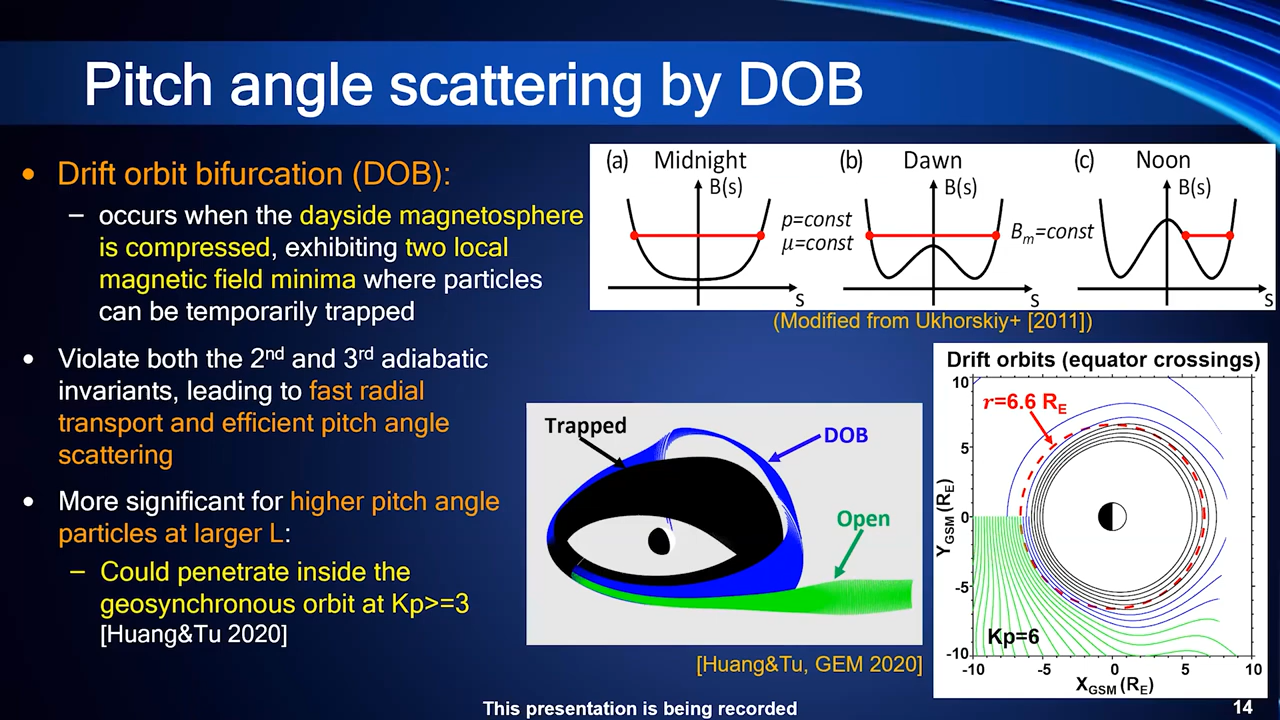 Pitch angle scattering by DOB
• Drift orbit bifurcation (DOB):
– occurs when the dayside magnetosphere
is compressed, exhibiting two local
magnetic field minima where particles
can be temporarily trapped
• Violate both the 2nd and 3rd adiabatic
invariants, leading to fast radial
transport and efficient pitch angle
scattering
• More significant for higher pitch angle
particles at larger L:
– Could penetrate inside the
geosynchronous orbit at Kp>=3
[Huang&Tu 2020]
(a) Midnight
B(s)
p=const
μ=const
s
(b) Dawn
B(s)
Bm=const
s
(c) Noon
B(s)
s
(Modified from Ukhorskiy+ [2011])
Trapped
DOB
Open
[Huang&Tu, GEM 2020]
Drift orbits (equator crossings)
r=6.6 RE
YGSM (RE)
10
5
0
-5
-10
Kp=6
-10 -5 0 5 10
XGSM (RE)
This presentation is being recorded
14